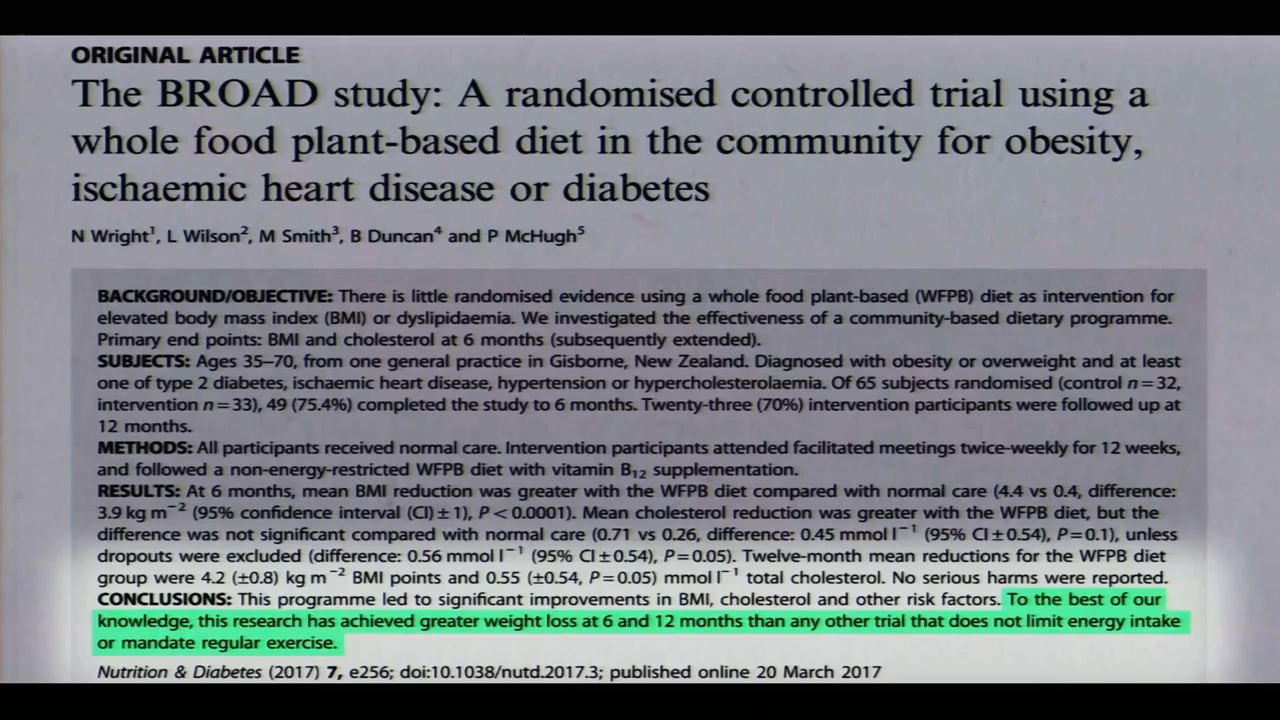 ORIGINAL ARTICLE
The BROAD study: A randomised controlled trial using a
whole food plant-based diet in the community for obesity,
ischaemic heart disease or diabetes
N Wright¹, L Wilson², M Smith³, B Duncan⁴ and P McHugh⁵
BACKGROUND/OBJECTIVE: There is little randomised evidence using a whole food plant-based (WFPB) diet as intervention for
elevated body mass index (BMI) or dyslipidaemia. We investigated the effectiveness of a community-based dietary programme.
Primary end points: BMI and cholesterol at 6 months (subsequently extended).
SUBJECTS: Ages 35–70, from one general practice in Gisborne, New Zealand. Diagnosed with obesity or overweight and at least
one of type 2 diabetes, ischaemic heart disease, hypertension or hypercholesterolaemia. Of 65 subjects randomised (control n = 32,
intervention n = 33), 49 (75.4%) completed the study to 6 months. Twenty-three (70%) intervention participants were followed up at
12 months.
METHODS: All participants received normal care. Intervention participants attended facilitated meetings twice-weekly for 12 weeks,
and followed a non-energy-restricted WFPB diet with vitamin B₁₂ supplementation.
RESULTS: At 6 months, mean BMI reduction was greater with the WFPB diet compared with normal care (4.4 vs 0.4, difference:
3.9 kg m⁻² (95% confidence interval (CI) ± 1), P < 0.0001). Mean cholesterol reduction was greater with the WFPB diet, but the
difference was not significant compared with normal care (0.71 vs 0.26, difference: 0.45 mmol l⁻¹ (95% CI ± 0.54), P = 0.1), unless
dropouts were excluded (difference: 0.56 mmol l⁻¹ (95% CI ± 0.54), P = 0.05). Twelve-month mean reductions for the WFPB diet
group were 4.2 (±0.8) kg m⁻² BMI points and 0.55 (±0.54, P = 0.05) mmol l⁻¹ total cholesterol. No serious harms were reported.
CONCLUSIONS: This programme led to significant improvements in BMI, cholesterol and other risk factors. To the best of our
knowledge, this research has achieved greater weight loss at 6 and 12 months than any other trial that does not limit energy intake
or mandate regular exercise.
Nutrition & Diabetes (2017) 7, e256; doi:10.1038/nutd.2017.3; published online 20 March 2017